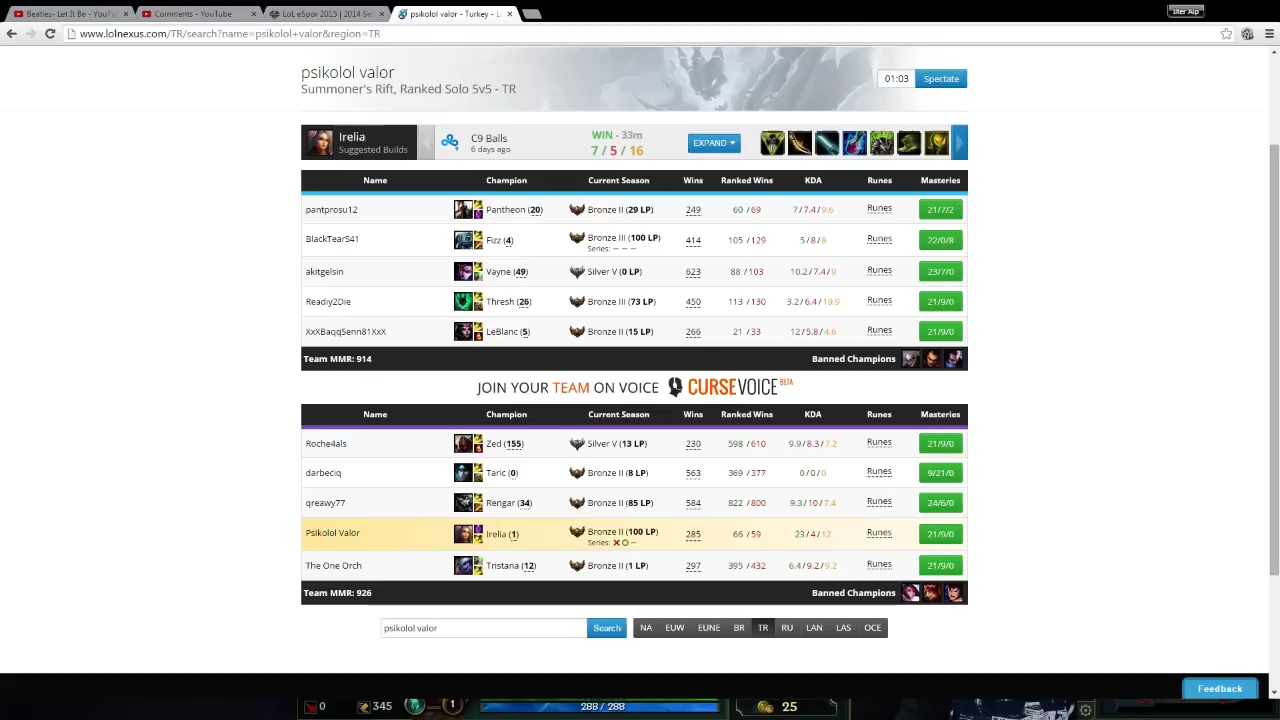 Beatles- Let It Be - YouTu
Comments - YouTube
LoL eSpor 2015 | 2014 Se
psikolol valor - Turkey - L
Ilter Alp
www.lolnexus.com/TR/search?name=psikolol+valor&region=TR
psikolol valor
Summoner's Rift, Ranked Solo 5v5 - TR
01:03 Spectate
Irelia
Suggested Builds
C9 Balls
6 days ago
WIN - 33m
7 / 5 / 16
EXPAND
Name Champion Current Season Wins Ranked Wins KDA Runes Masteries
pantprosu12 Pantheon (20) Bronze II (29 LP) 249 60 / 69 7/7.4/9.6 Runes 21/7/2
BlackTearS41 Fizz (4) Bronze III (100 LP) 414 105 / 129 5/8/8 Runes 22/0/8
Series: – – –
akitgelsin Vayne (49) Silver V (0 LP) 623 88 / 103 10.2/7.4/9 Runes 23/7/0
Readiy2Die Thresh (26) Bronze III (73 LP) 450 113 / 130 3.2/6.4/19.9 Runes 21/9/0
XxXBaqqSenn81XxX LeBlanc (5) Bronze II (15 LP) 266 21 / 33 12/5.8/4.6 Runes 21/9/0
Team MMR: 914 Banned Champions
JOIN YOUR TEAM ON VOICE CURSEVOICE BETA
Name Champion Current Season Wins Ranked Wins KDA Runes Masteries
Roche4als Zed (155) Silver V (13 LP) 230 598 / 610 9.9/8.3/7.2 Runes 21/9/0
darbeciq Taric (0) Bronze II (8 LP) 563 369 / 377 0/0/0 Runes 9/21/0
qreawy77 Rengar (34) Bronze II (85 LP) 584 822 / 800 9.3/10/7.4 Runes 24/6/0
Psikolol Valor Irelia (1) Bronze II (100 LP) 285 66 / 59 23/4/12 Runes 21/9/0
Series:
The One Orch Tristana (12) Bronze II (1 LP) 297 395 / 432 6.4/9.2/9.2 Runes 21/9/0
Team MMR: 926 Banned Champions
psikolol valor Search NA EUW EUNE BR TR RU LAN LAS OCE
Feedback
0 345 1 288 / 288 25